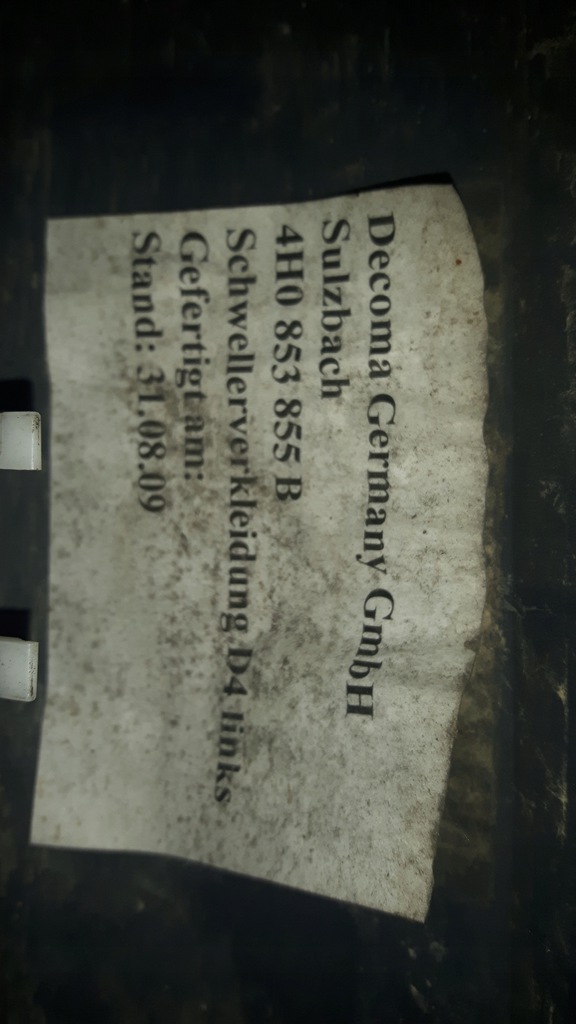 Decoma Germany GmbH
Sulzbach
4H0 853 855 B
Schwellerverkleidung D4 links
Gefertigt am:
Stand: 31.08.09